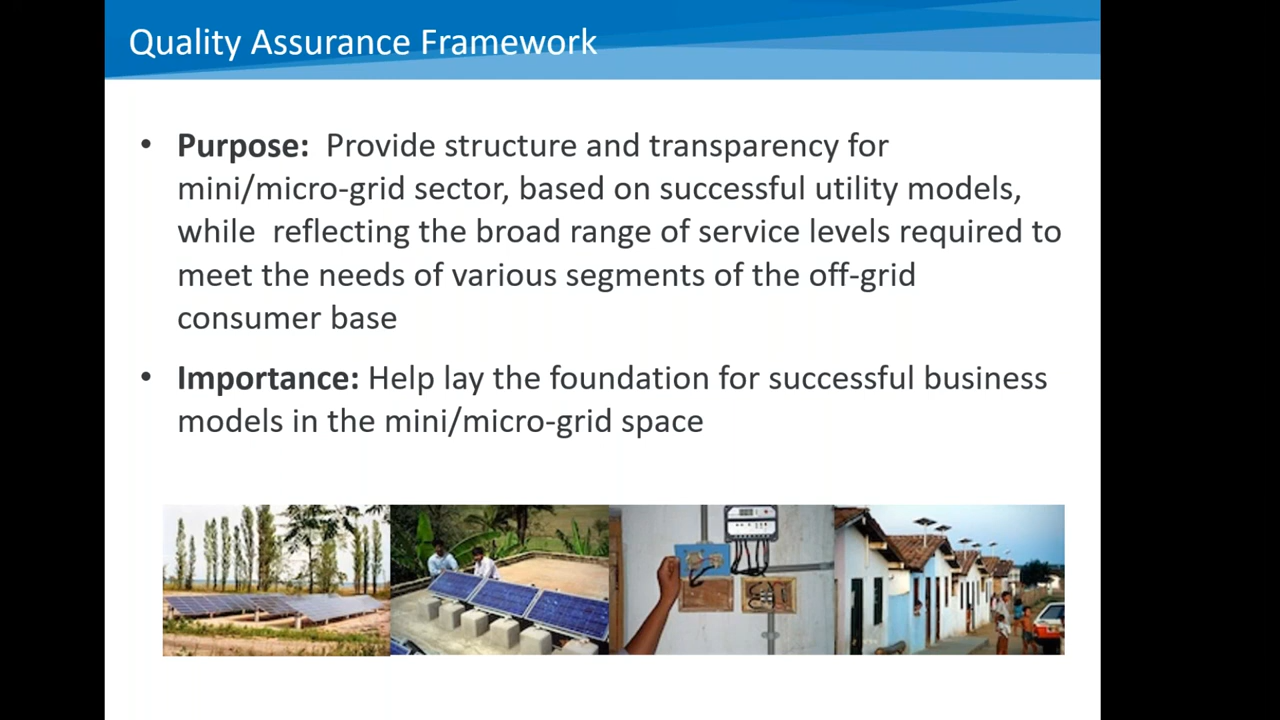 Quality Assurance Framework
• Purpose:  Provide structure and transparency for
mini/micro-grid sector, based on successful utility models,
while  reflecting the broad range of service levels required to
meet the needs of various segments of the off-grid
consumer base
• Importance: Help lay the foundation for successful business
models in the mini/micro-grid space